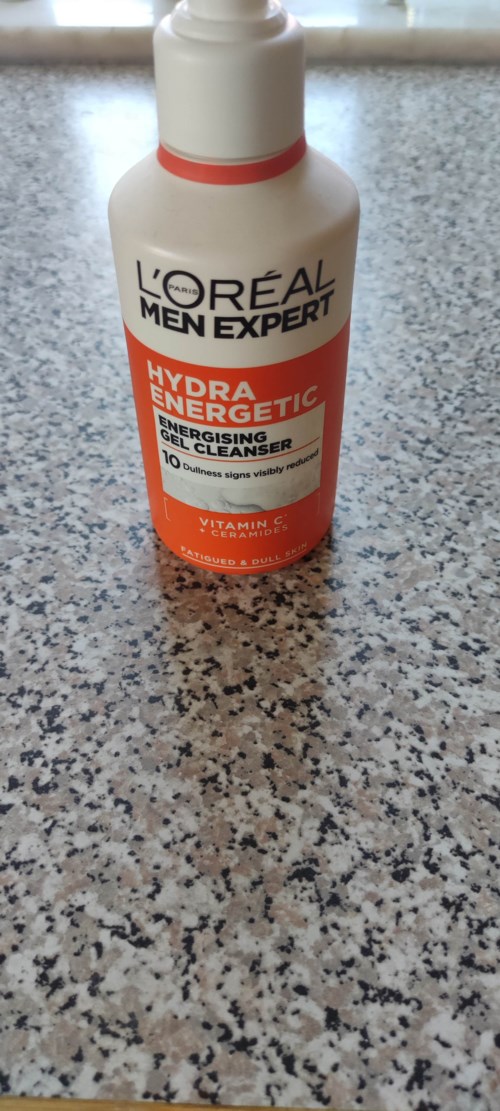 L'ORÉAL
PARIS
MEN EXPERT
HYDRA
ENERGETIC
ENERGISING
GEL CLEANSER
10 Dullness signs visibly reduced
VITAMIN C*
+ CERAMIDES
FATIGUED & DULL SKIN